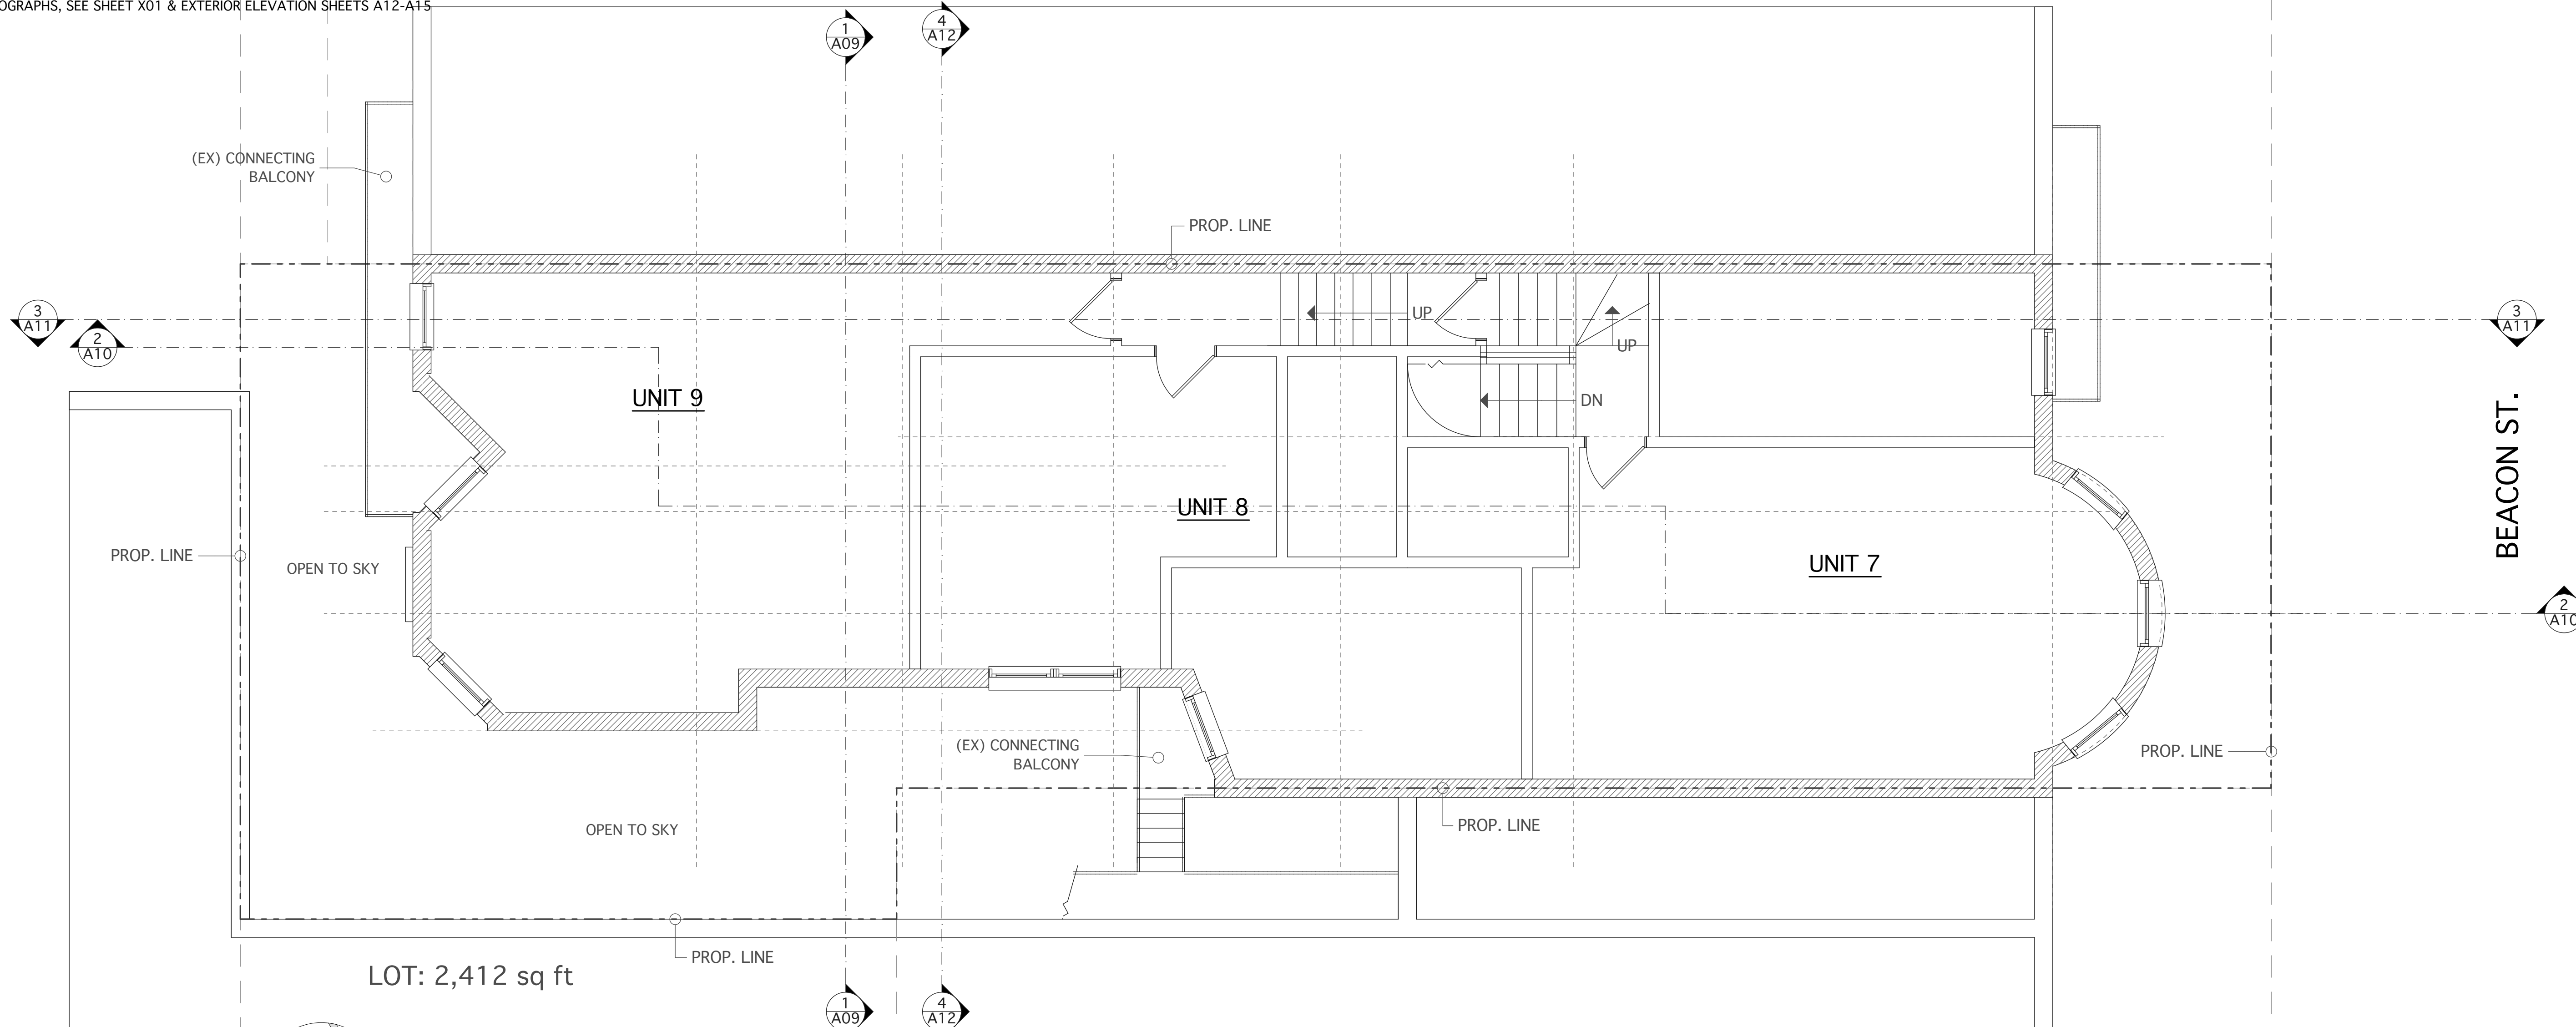 OGRAPHS, SEE SHEET X01 & EXTERIOR ELEVATION SHEETS A12-A15
1
A09
4
A12
(EX) CONNECTING
BALCONY
PROP. LINE
3
A11
2
A10
UP
UP
3
A11
UNIT 9
DN
BEACON ST.
UNIT 8
PROP. LINE
OPEN TO SKY
UNIT 7
2
A10
(EX) CONNECTING
BALCONY
PROP. LINE
OPEN TO SKY
PROP. LINE
PROP. LINE
LOT: 2,412 sq ft
1
A09
4
A12